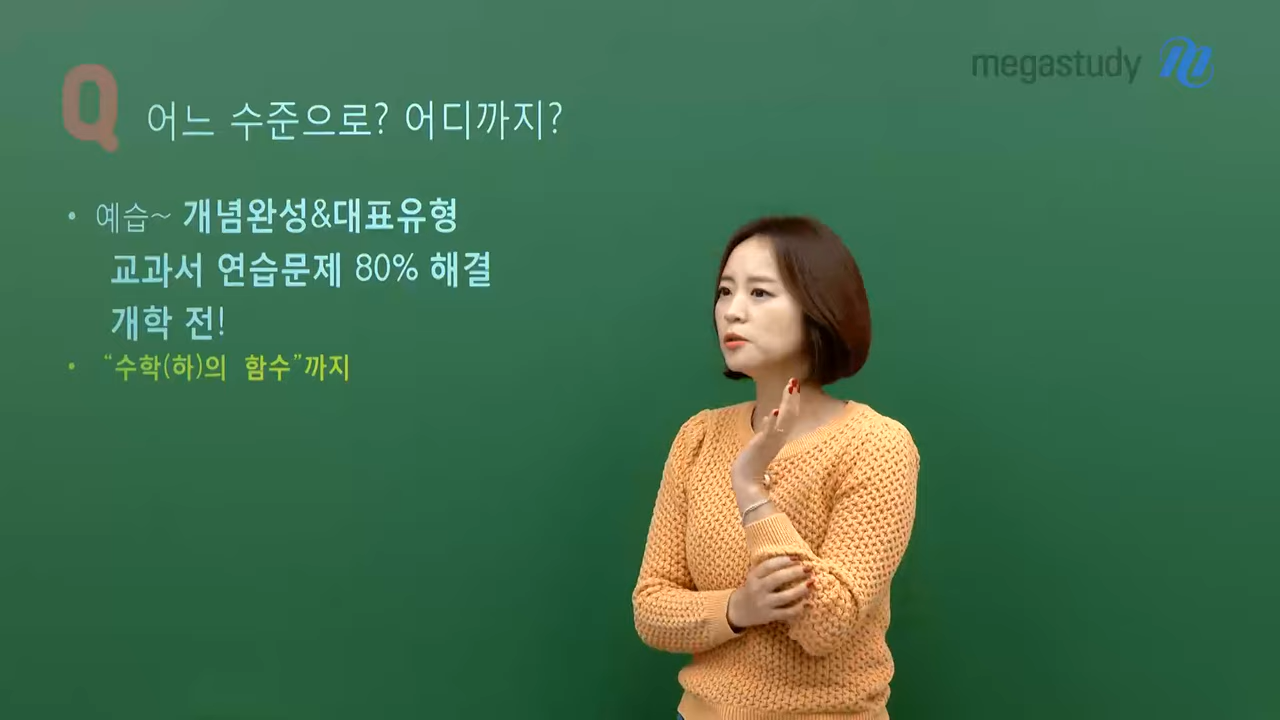 megastudy
Q 어느 수준으로? 어디까지?
• 예습~ 개념완성&대표유형
교과서 연습문제 80% 해결
개학 전!
• “수학(하)의 함수”까지